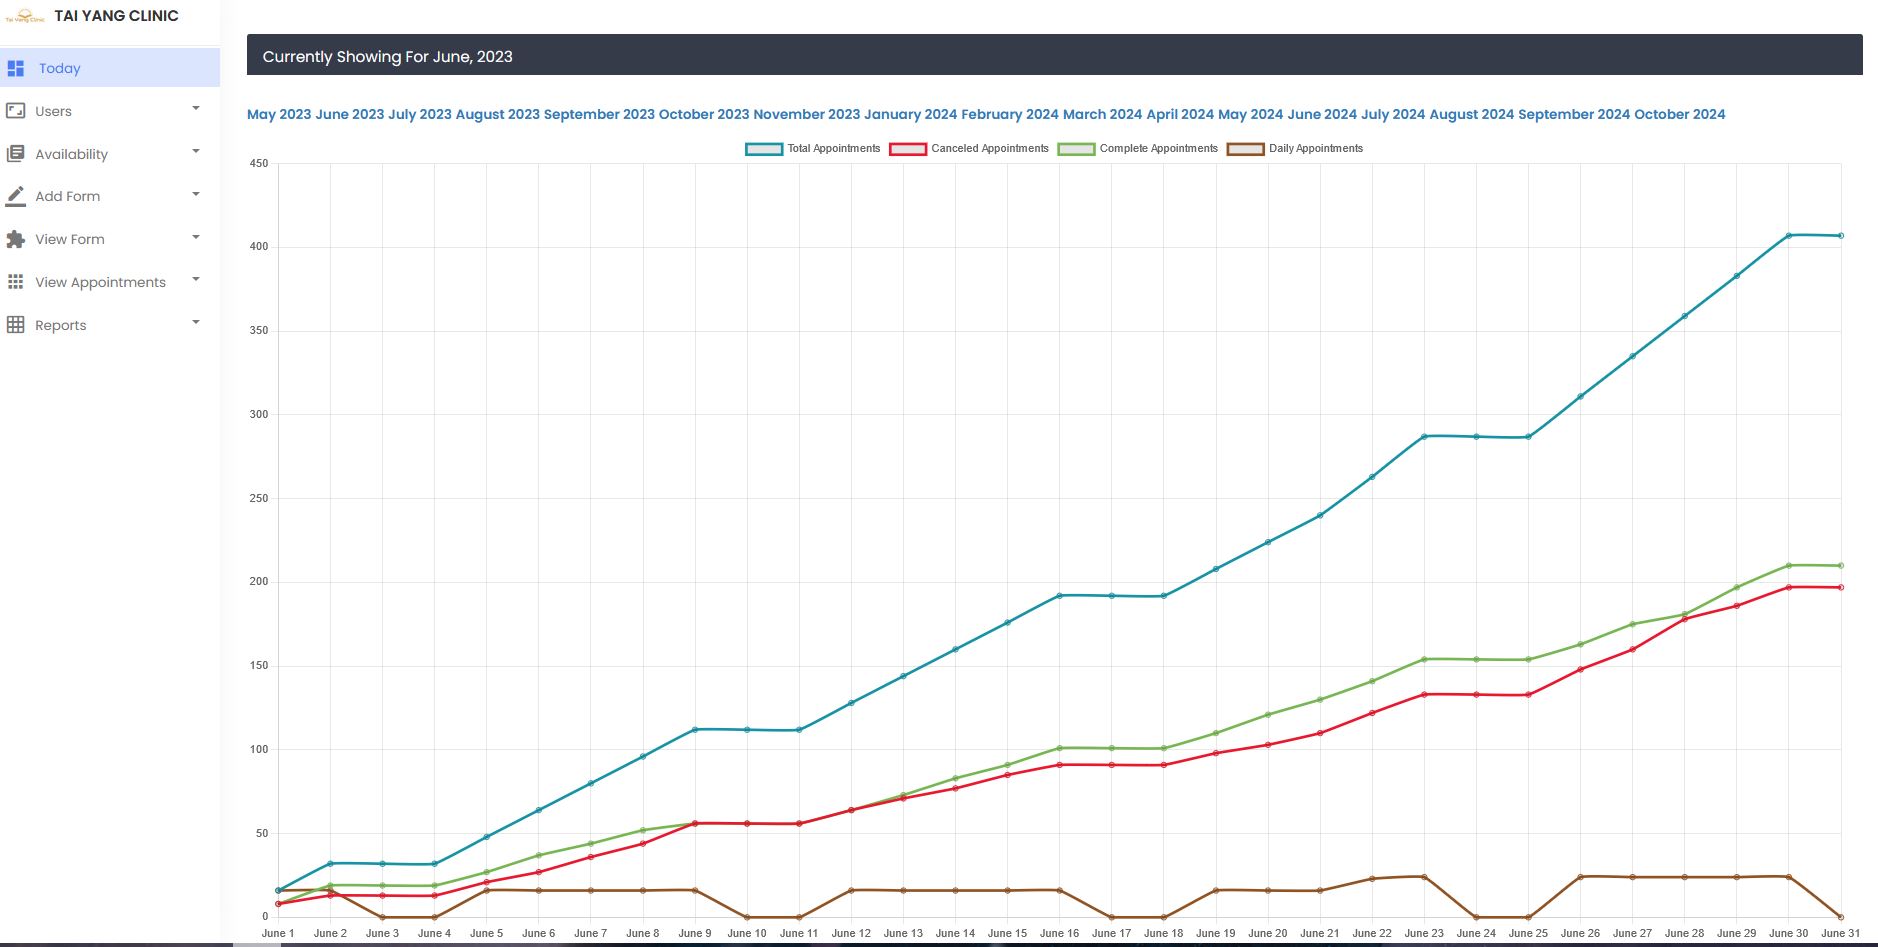 Tai Yang Clinic
TAI YANG CLINIC
Today
Users
Availability
Add Form
View Form
View Appointments
Reports
Currently Showing For June, 2023
May 2023 June 2023 July 2023 August 2023 September 2023 October 2023 November 2023 January 2024 February 2024 March 2024 April 2024 May 2024 June 2024 July 2024 August 2024 September 2024 October 2024
Total Appointments Canceled Appointments Complete Appointments Daily Appointments
450
400
350
300
250
200
150
100
50
0
June 1 June 2 June 3 June 4 June 5 June 6 June 7 June 8 June 9 June 10 June 11 June 12 June 13 June 14 June 15 June 16 June 17 June 18 June 19 June 20 June 21 June 22 June 23 June 24 June 25 June 26 June 27 June 28 June 29 June 30 June 31